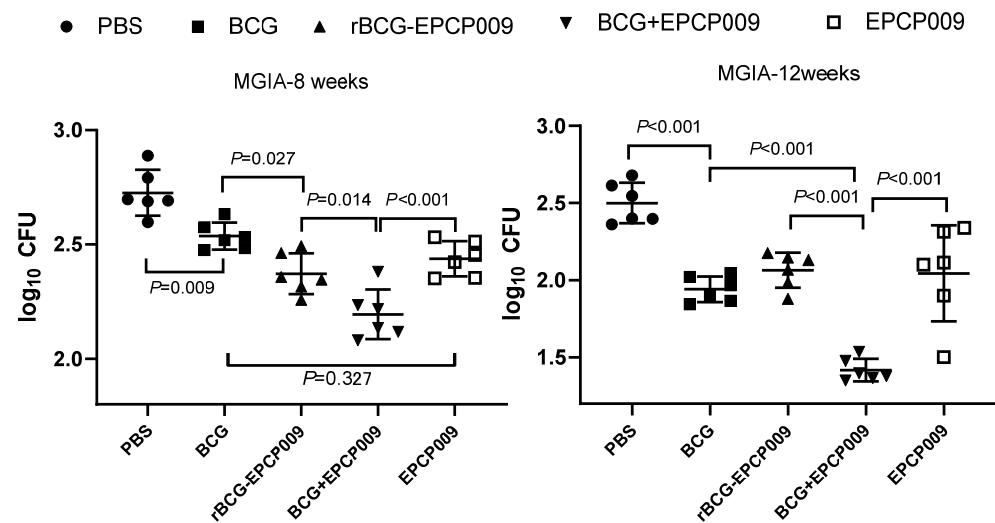 PBS BCG rBCG-EPCP009 BCG+EPCP009 EPCP009
MGIA-8 weeks
log10 CFU
3.0
2.5
2.0
P=0.027
P=0.014
P<0.001
P=0.009
P=0.327
PBS
BCG
rBCG-EPCP009
BCG+EPCP009
EPCP009
MGIA-12weeks
log10 CFU
3.0
2.5
2.0
1.5
P<0.001
P<0.001
P<0.001
P<0.001
PBS
BCG
rBCG-EPCP009
BCG+EPCP009
EPCP009